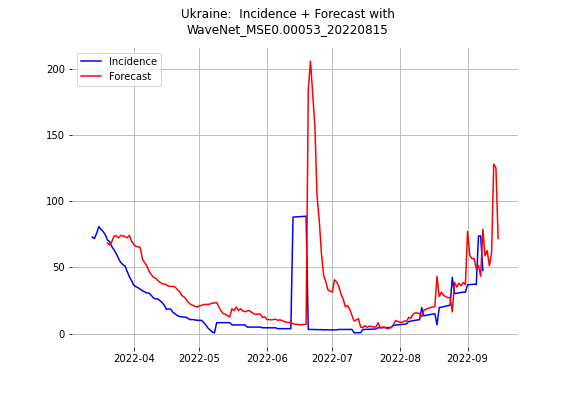 Ukraine:  Incidence + Forecast with
WaveNet_MSE0.00053_20220815
Incidence
Forecast
200
150
100
50
0
2022-04 2022-05 2022-06 2022-07 2022-08 2022-09